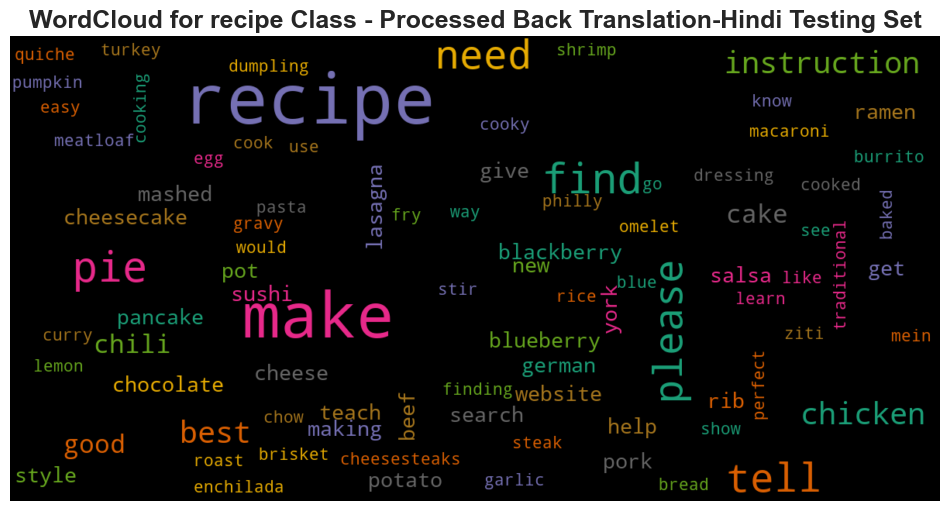 WordCloud for recipe Class - Processed Back Translation-Hindi Testing Set
quiche
turkey
dumpling
need
shrimp
instruction
pumpkin
easy
cooking
recipe
know
ramen
meatloaf
cook
use
cooky
macaroni
egg
burrito
mashed
lasagna
give
find
go
dressing
cooked
cheesecake
pasta
gravy
fry
way
philly
omelet
cake
see
baked
would
blackberry
traditional
pie
pot
new
blue
salsa
like
get
sushi
make
stir
rice
york
please
learn
pancake
curry
chili
blueberry
ziti
mein
lemon
german
chocolate
cheese
finding
website
perfect
rib
chow
teach
beef
search
chicken
good
best
making
help
show
steak
roast
brisket
cheesesteaks
pork
style
enchilada
potato
garlic
bread
tell